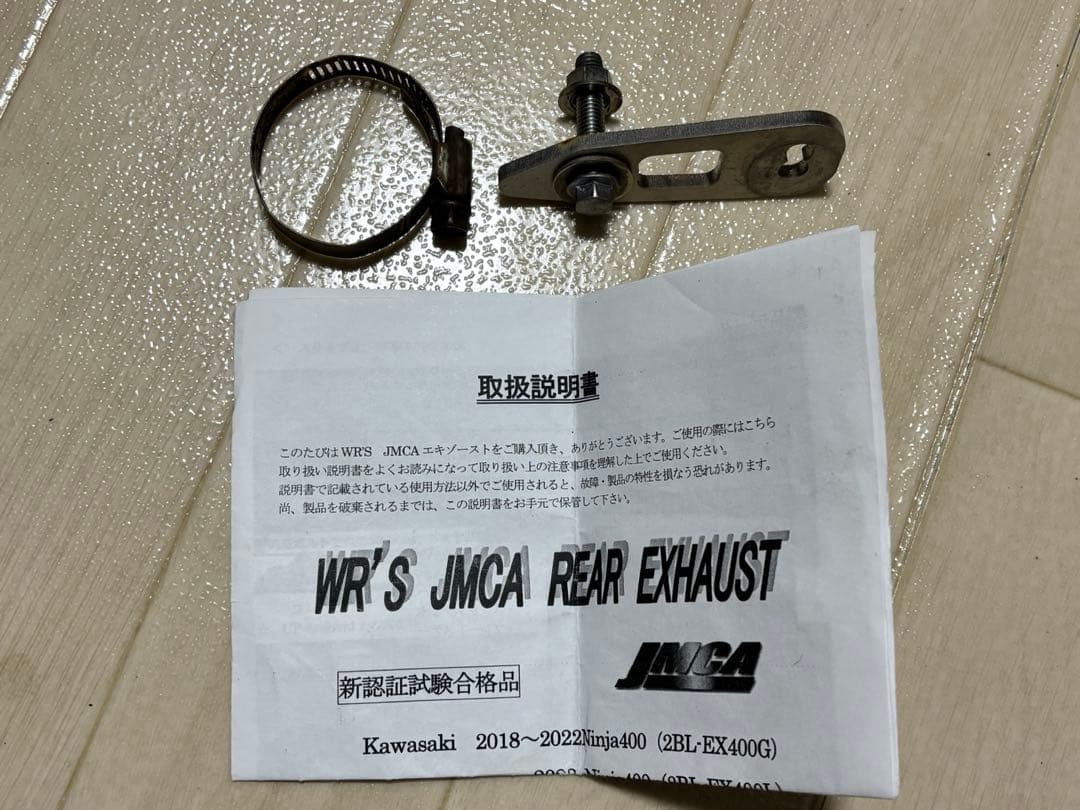 取扱説明書
このたびは WR'S JMCA エキゾーストをご購入頂き、ありがとうございます。ご使用の際にはこちら
取り扱い説明書をよくお読みになって取り扱い上の注意事項を理解した上でご使用ください。
説明書で記載されている使用方法以外でご使用されると、故障・製品の特性を損なう恐れがあります。
尚、製品を破棄されるまでは、この説明書をお手元で保管して下さい。
WR'S JMCA REAR EXHAUST
JMCA
新認証試験合格品
Kawasaki 2018～2022Ninja400 (2BL-EX400G)